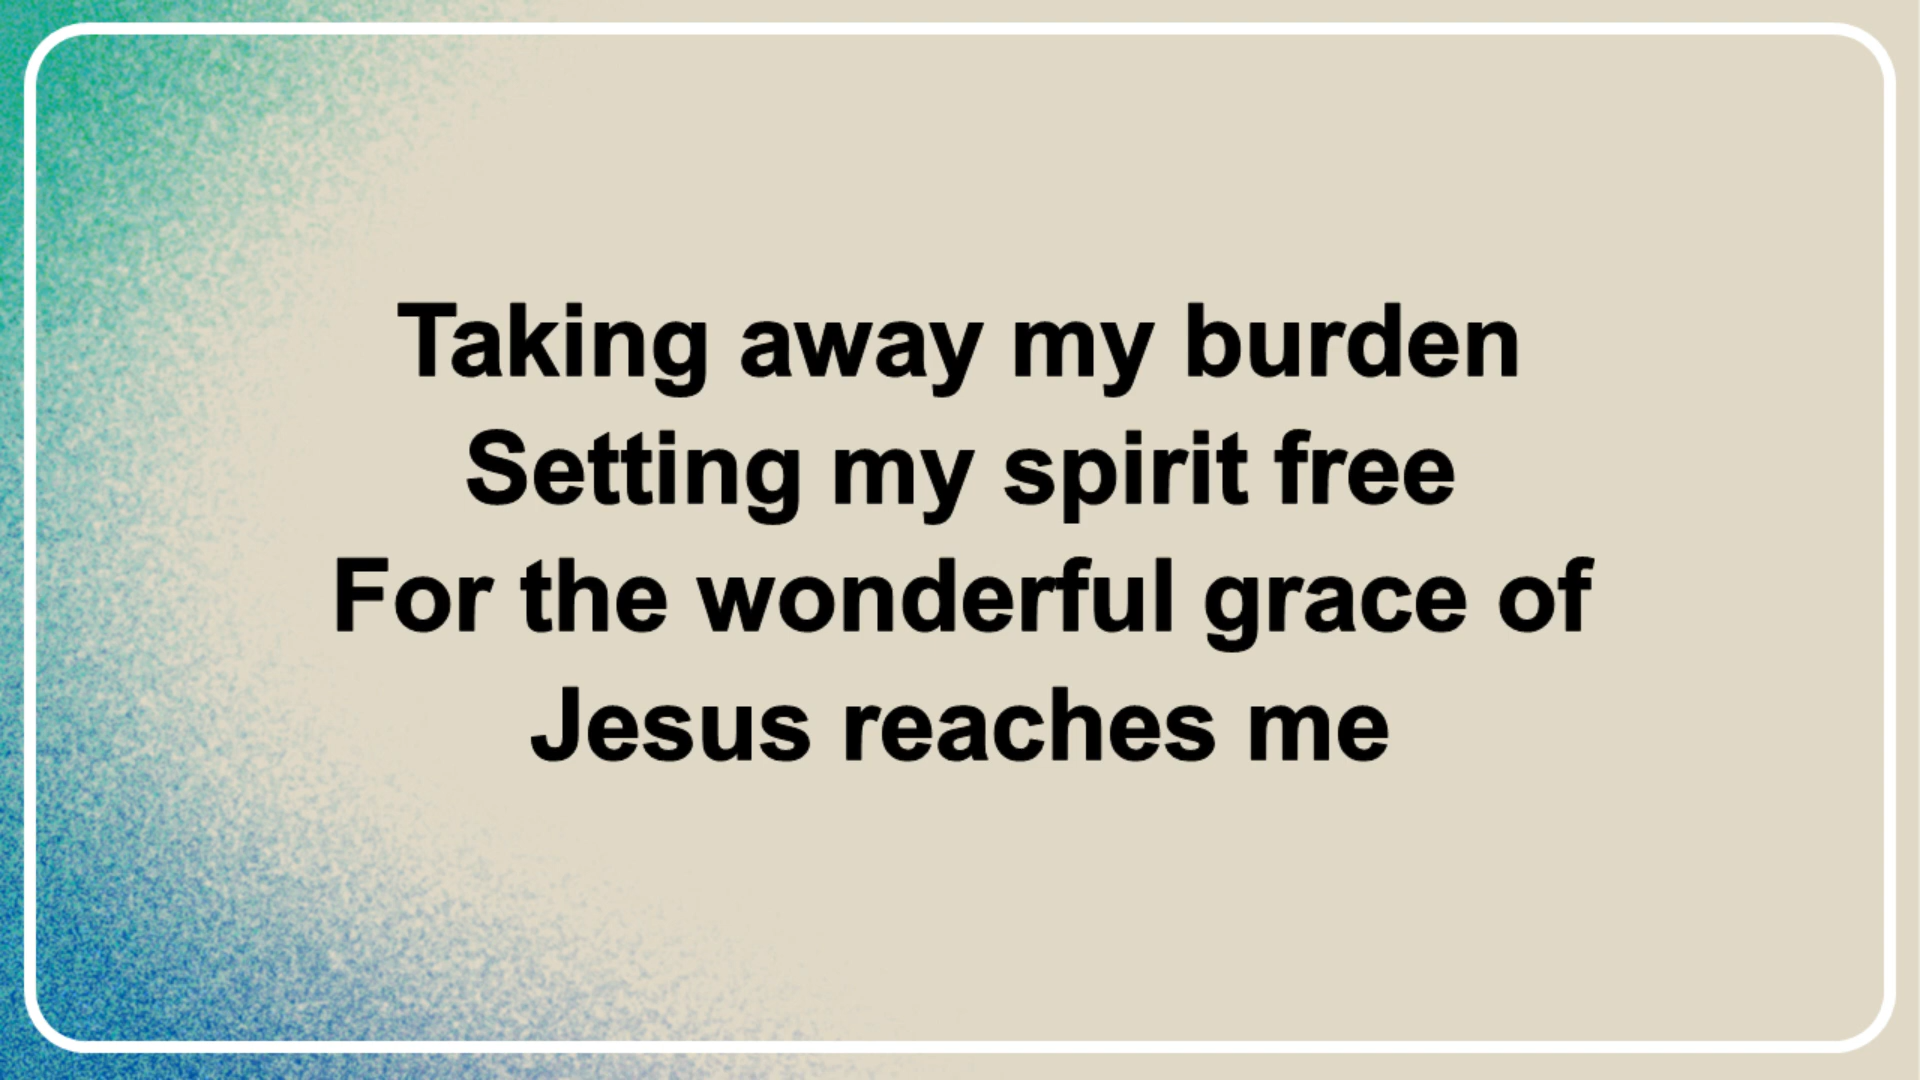 Taking away my burden
Setting my spirit free
For the wonderful grace of
Jesus reaches me